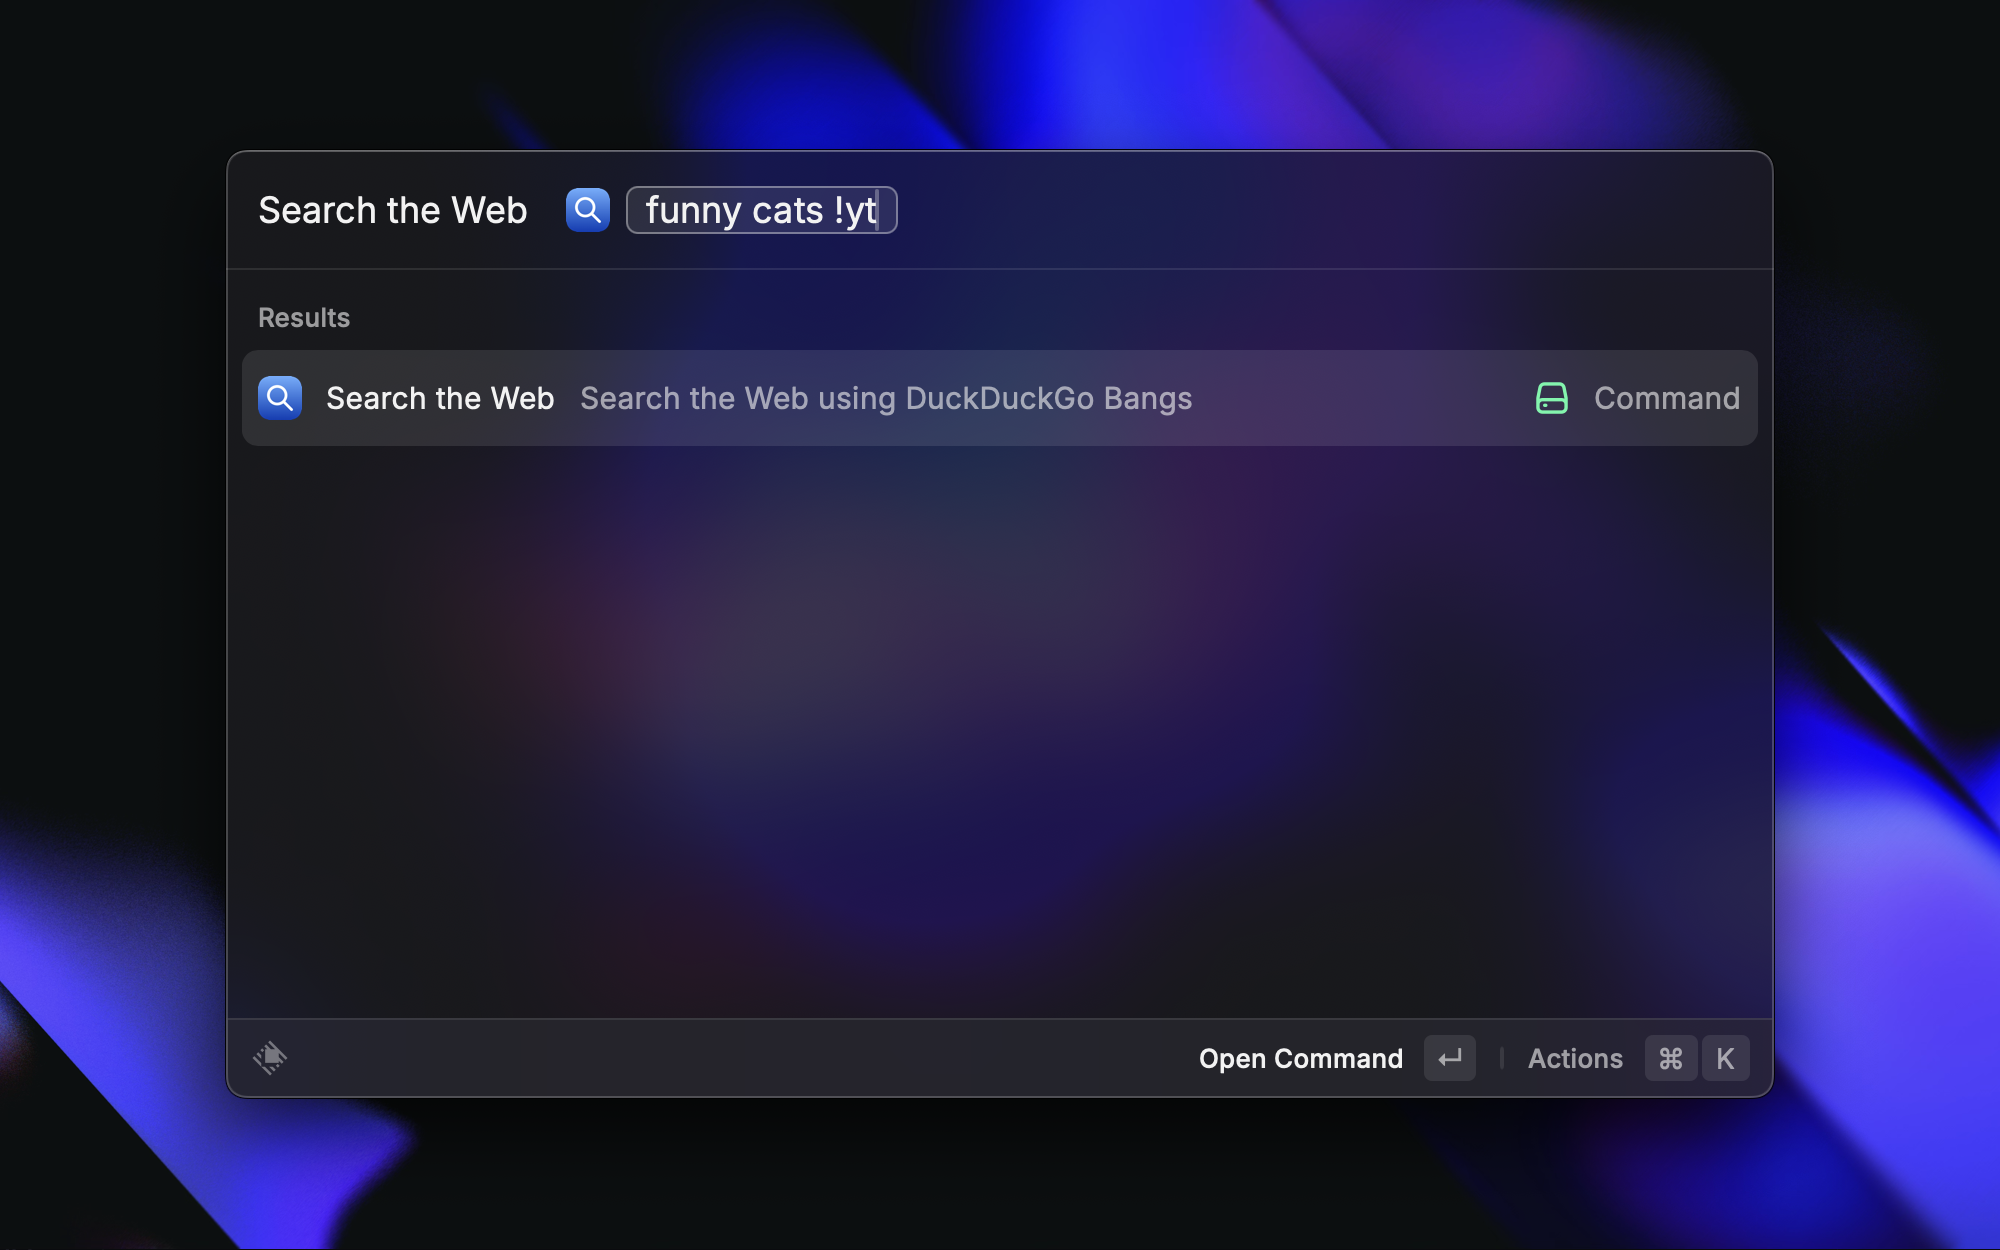 Search the Web funny cats !yt
Results
Search the Web Search the Web using DuckDuckGo Bangs Command
Open Command ↵ Actions ⌘ K